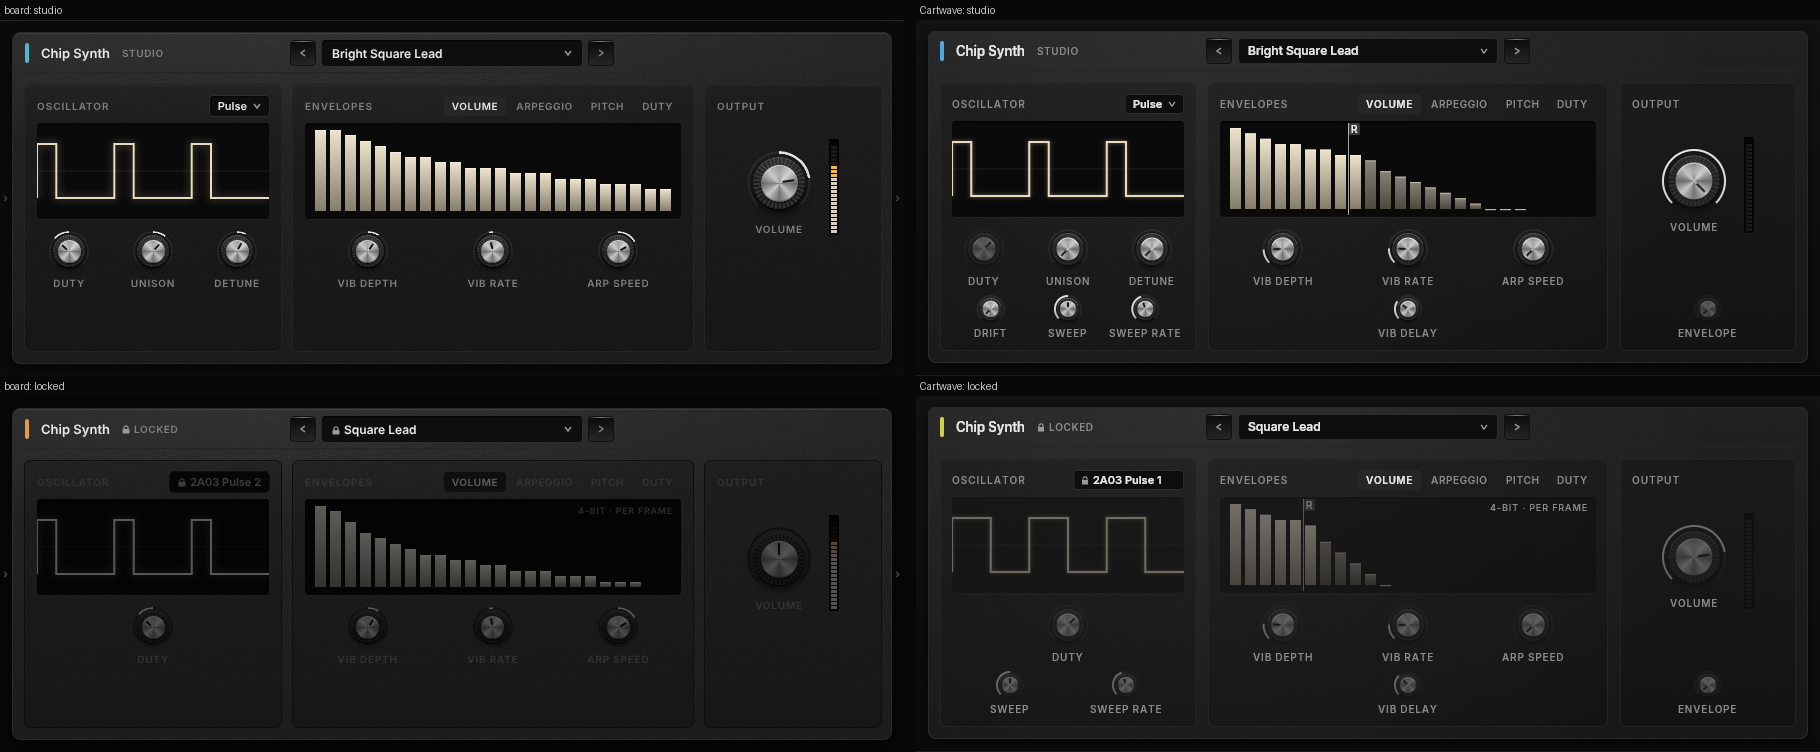 board: studio
Chip Synth STUDIO < Bright Square Lead >
OSCILLATOR Pulse
ENVELOPES VOLUME ARPEGGIO PITCH DUTY
OUTPUT
VOLUME
DUTY UNISON DETUNE
VIB DEPTH VIB RATE ARP SPEED
Cartwave: studio
Chip Synth STUDIO < Bright Square Lead >
OSCILLATOR Pulse
ENVELOPES VOLUME ARPEGGIO PITCH DUTY
R
OUTPUT
VOLUME
DUTY UNISON DETUNE
DRIFT SWEEP SWEEP RATE
VIB DEPTH VIB RATE ARP SPEED
VIB DELAY
ENVELOPE
board: locked
Chip Synth LOCKED < Square Lead >
OSCILLATOR 2A03 Pulse 2
ENVELOPES VOLUME ARPEGGIO PITCH DUTY
4-BIT · PER FRAME
OUTPUT
VOLUME
DUTY
VIB DEPTH VIB RATE ARP SPEED
Cartwave: locked
Chip Synth LOCKED < Square Lead >
OSCILLATOR 2A03 Pulse 1
ENVELOPES VOLUME ARPEGGIO PITCH DUTY
R
4-BIT · PER FRAME
OUTPUT
VOLUME
DUTY
SWEEP SWEEP RATE
VIB DEPTH VIB RATE ARP SPEED
VIB DELAY
ENVELOPE